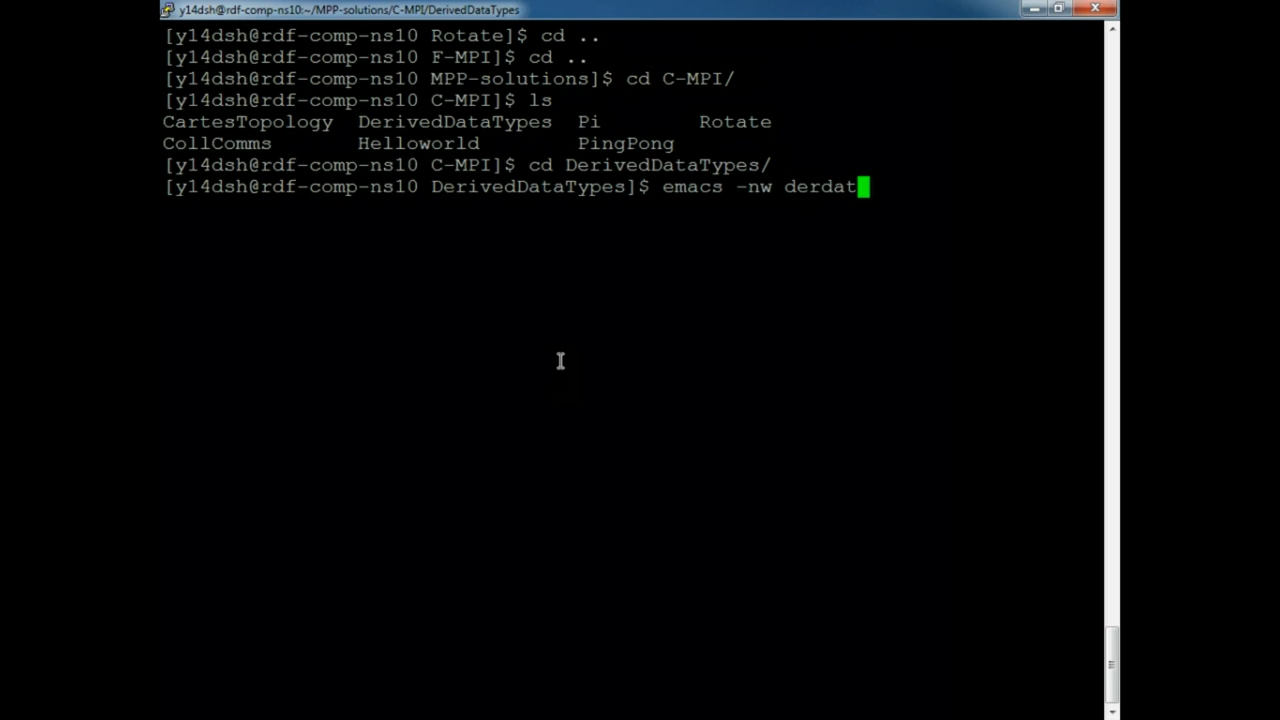 y14dsh@rdf-comp-ns10:~/MPP-solutions/C-MPI/DerivedDataTypes
[y14dsh@rdf-comp-ns10 Rotate]$ cd ..
[y14dsh@rdf-comp-ns10 F-MPI]$ cd ..
[y14dsh@rdf-comp-ns10 MPP-solutions]$ cd C-MPI/
[y14dsh@rdf-comp-ns10 C-MPI]$ ls
CartesTopology  DerivedDataTypes  Pi        Rotate
CollComms       Helloworld        PingPong
[y14dsh@rdf-comp-ns10 C-MPI]$ cd DerivedDataTypes/
[y14dsh@rdf-comp-ns10 DerivedDataTypes]$ emacs -nw derdat